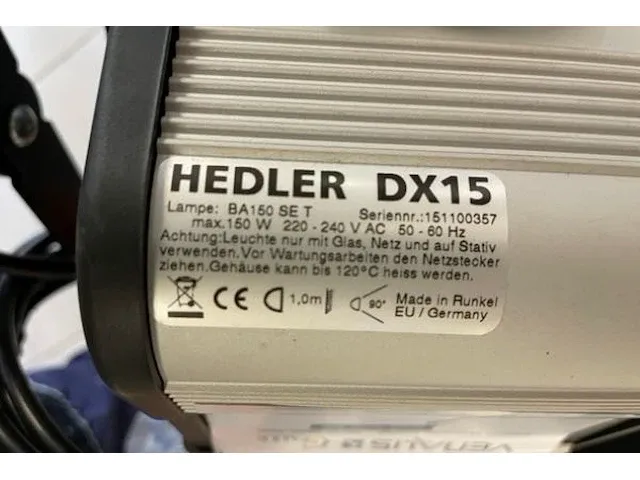 HEDLER DX15
Lampe: BA150 SE T Seriennr.:151100357
max.150 W 220 - 240 V AC 50 - 60 Hz
Achtung:Leuchte nur mit Glas, Netz und auf Stativ
verwenden.Vor Wartungsarbeiten den Netzstecker
ziehen.Gehäuse kann bis 120°C heiss werden.
CE 1,0m 90° Made in Runkel
EU / Germany